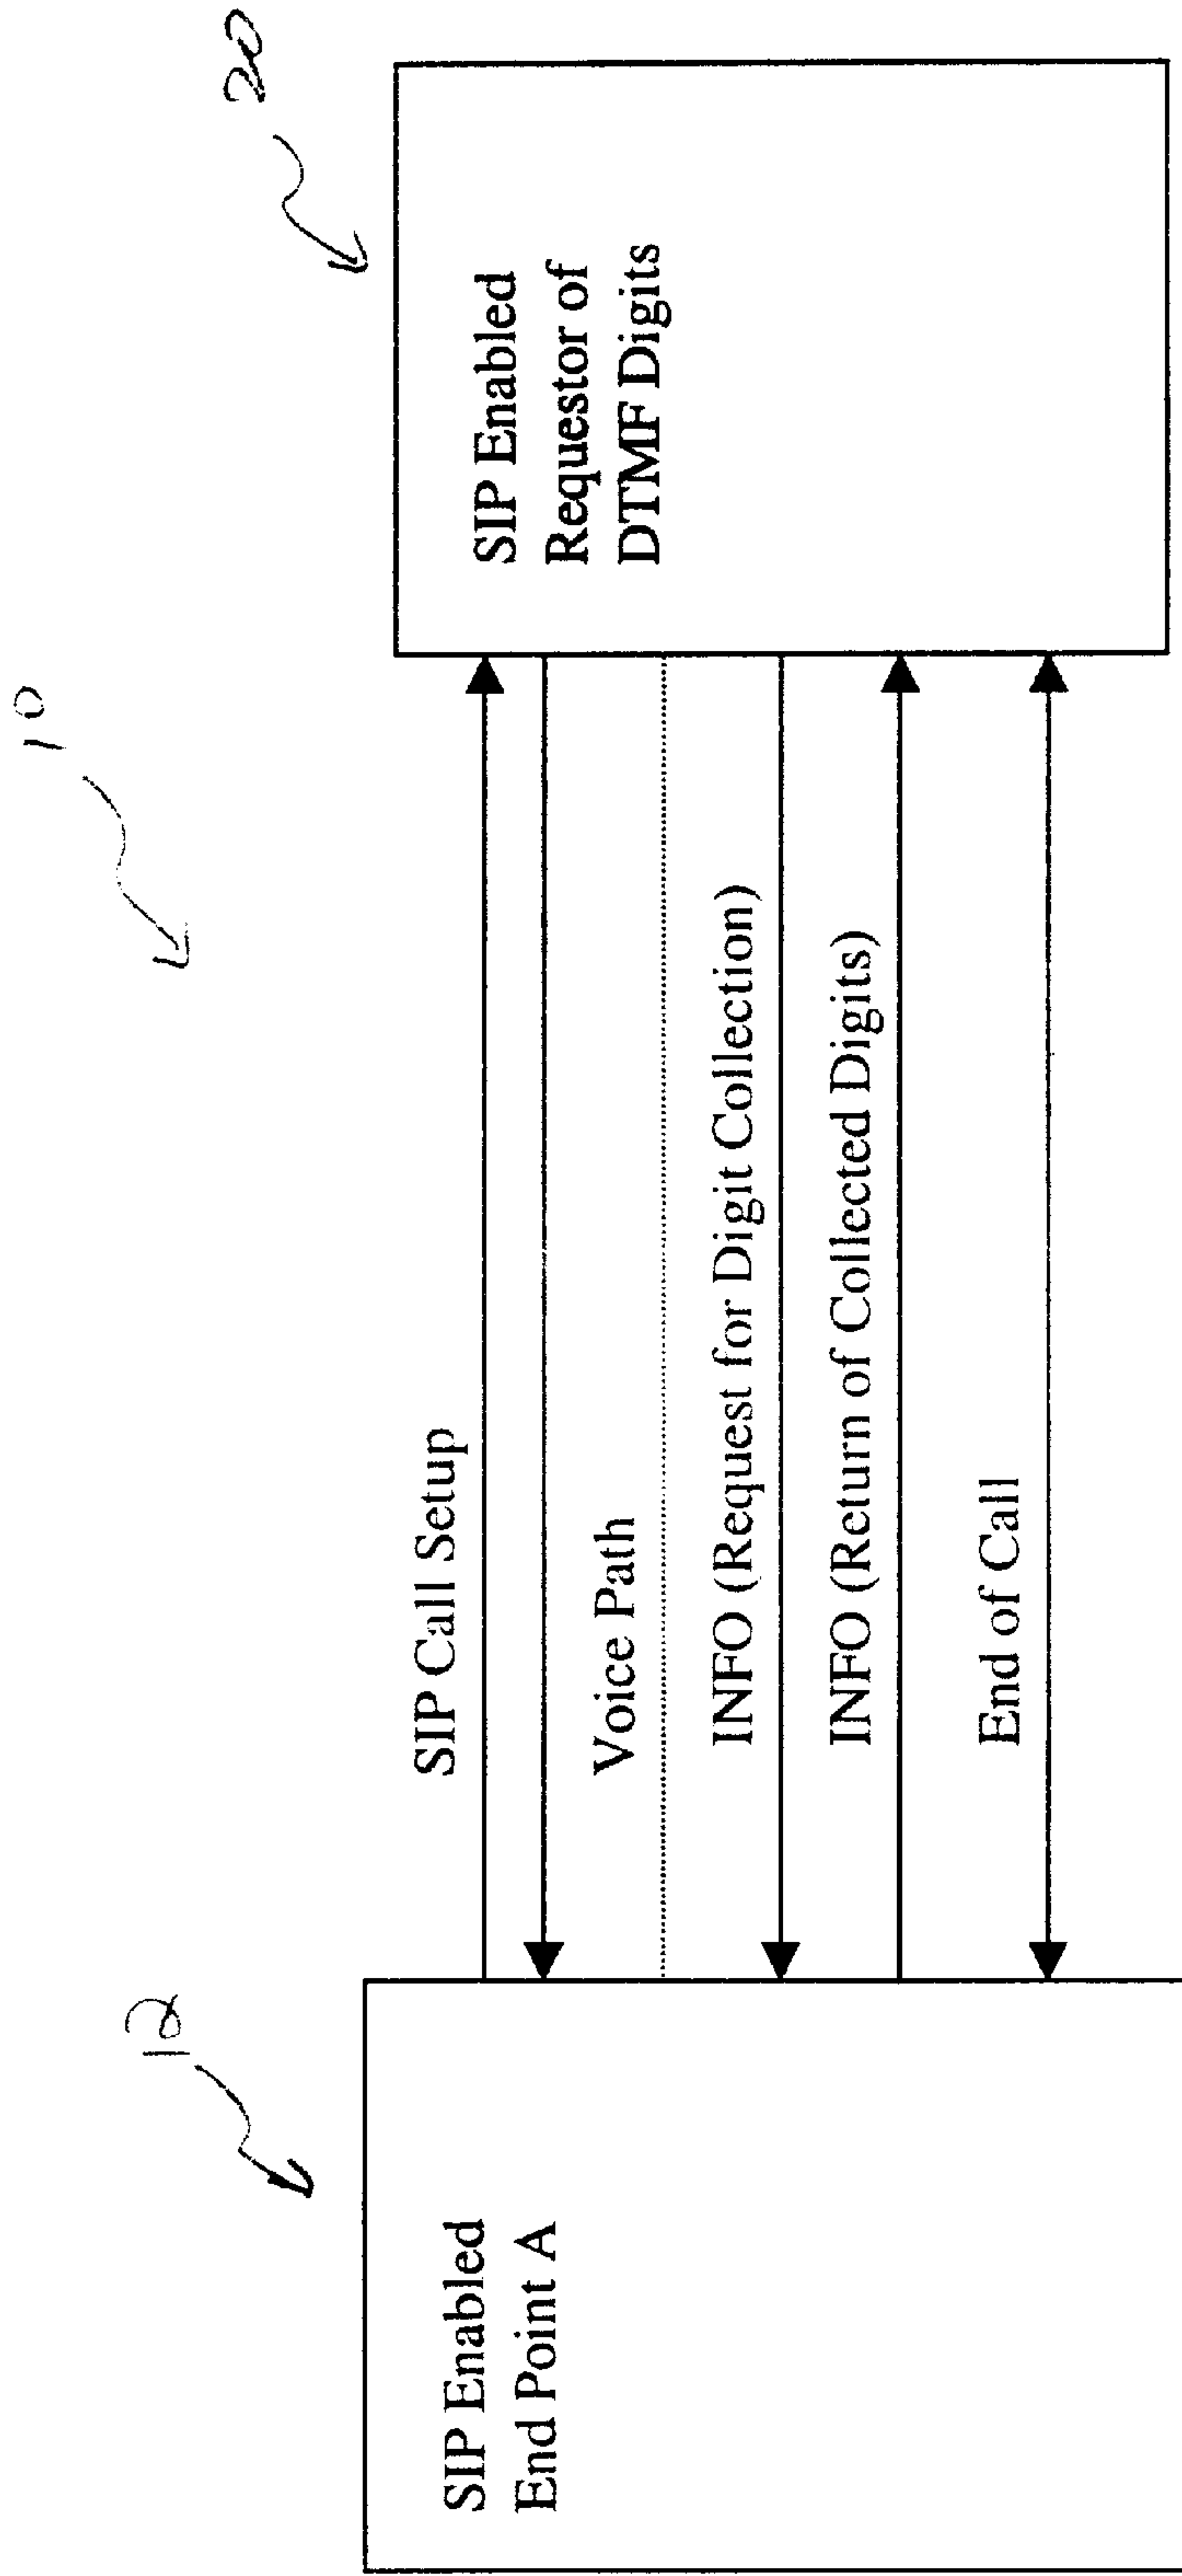 10
12
20
SIP Enabled
End Point A
SIP Call Setup
Voice Path
INFO (Request for Digit Collection)
INFO (Return of Collected Digits)
End of Call
SIP Enabled
Requestor of
DTMF Digits